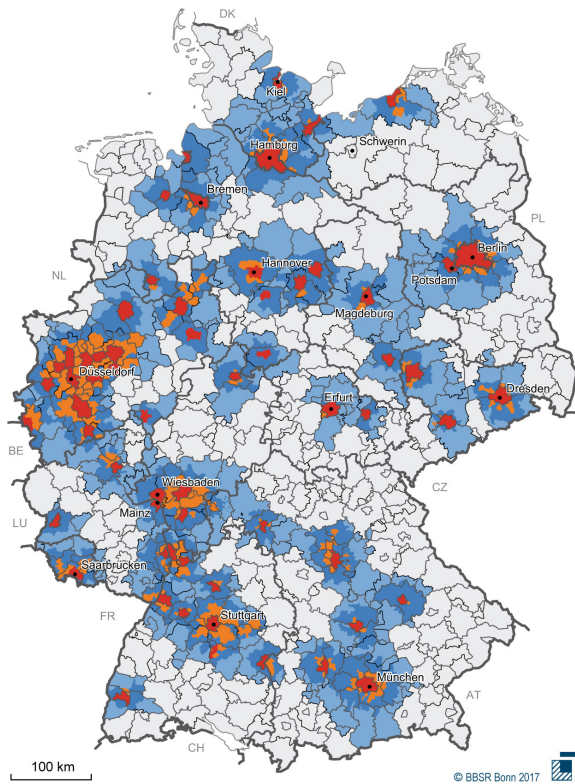 DK
Kiel
Schwerin
Hamburg
Bremen
PL
Berlin
Hannover
NL
Potsdam
Magdeburg
Düsseldorf
Dresden
Erfurt
BE
CZ
Wiesbaden
LU
Mainz
Saarbrücken
FR
Stuttgart
München
AT
CH
100 km
© BBSR Bonn 2017